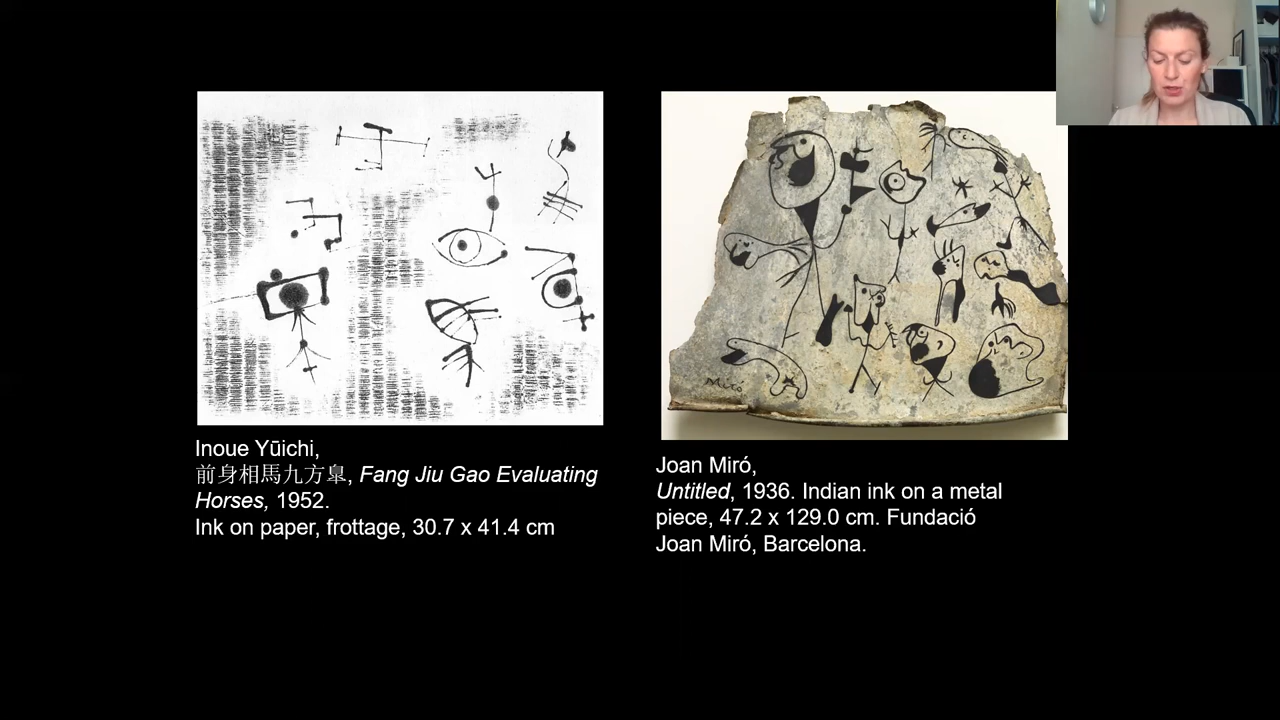 Miró
Inoue Yūichi,
前身相馬九方皐, Fang Jiu Gao Evaluating
Horses, 1952.
Ink on paper, frottage, 30.7 x 41.4 cm
Joan Miró,
Untitled, 1936. Indian ink on a metal
piece, 47.2 x 129.0 cm. Fundació
Joan Miró, Barcelona.